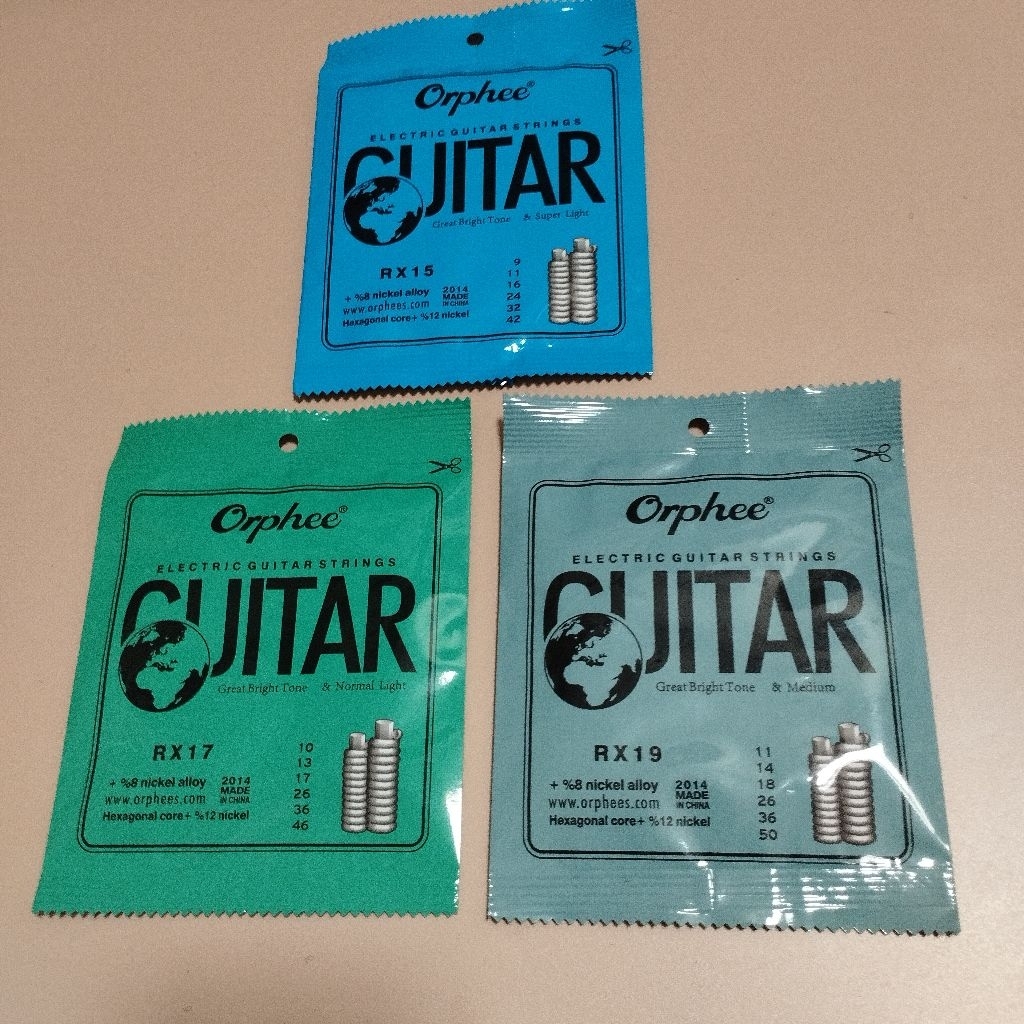 Orphee®
ELECTRIC GUITAR STRINGS
GUITAR
Great Bright Tone & Super Light
RX15
9
11
16
24
32
42
+ %8 nickel alloy
www.orphees.com
Hexagonal core+ %12 nickel
2014
MADE
IN CHINA
Orphee®
ELECTRIC GUITAR STRINGS
GUITAR
Great Bright Tone & Normal Light
RX17
10
13
17
26
36
46
+ %8 nickel alloy
www.orphees.com
Hexagonal core+ %12 nickel
2014
MADE
IN CHINA
Orphee®
ELECTRIC GUITAR STRINGS
GUITAR
Great Bright Tone & Medium
RX19
11
14
18
26
36
50
+ %8 nickel alloy
www.orphees.com
Hexagonal core+ %12 nickel
2014
MADE
IN CHINA